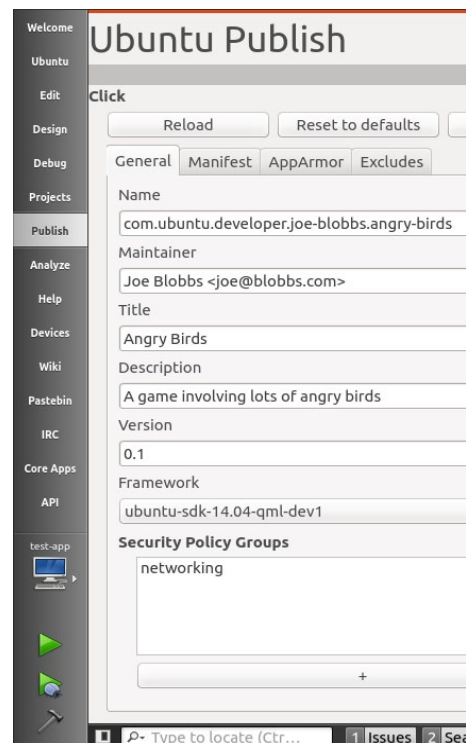 Welcome
Ubuntu
Edit
Design
Debug
Projects
Publish
Analyze
Help
Devices
Wiki
Pastebin
IRC
Core Apps
API
test-app
Ubuntu Publish
Click
Reload
Reset to defaults
General
Manifest
AppArmor
Excludes
Name
com.ubuntu.developer.joe-blobbs.angry-birds
Maintainer
Joe Blobbs <joe@blobbs.com>
Title
Angry Birds
Description
A game involving lots of angry birds
Version
0.1
Framework
ubuntu-sdk-14.04-qml-dev1
Security Policy Groups
networking
+
Type to locate (Ctr...
1 Issues
2 Sea